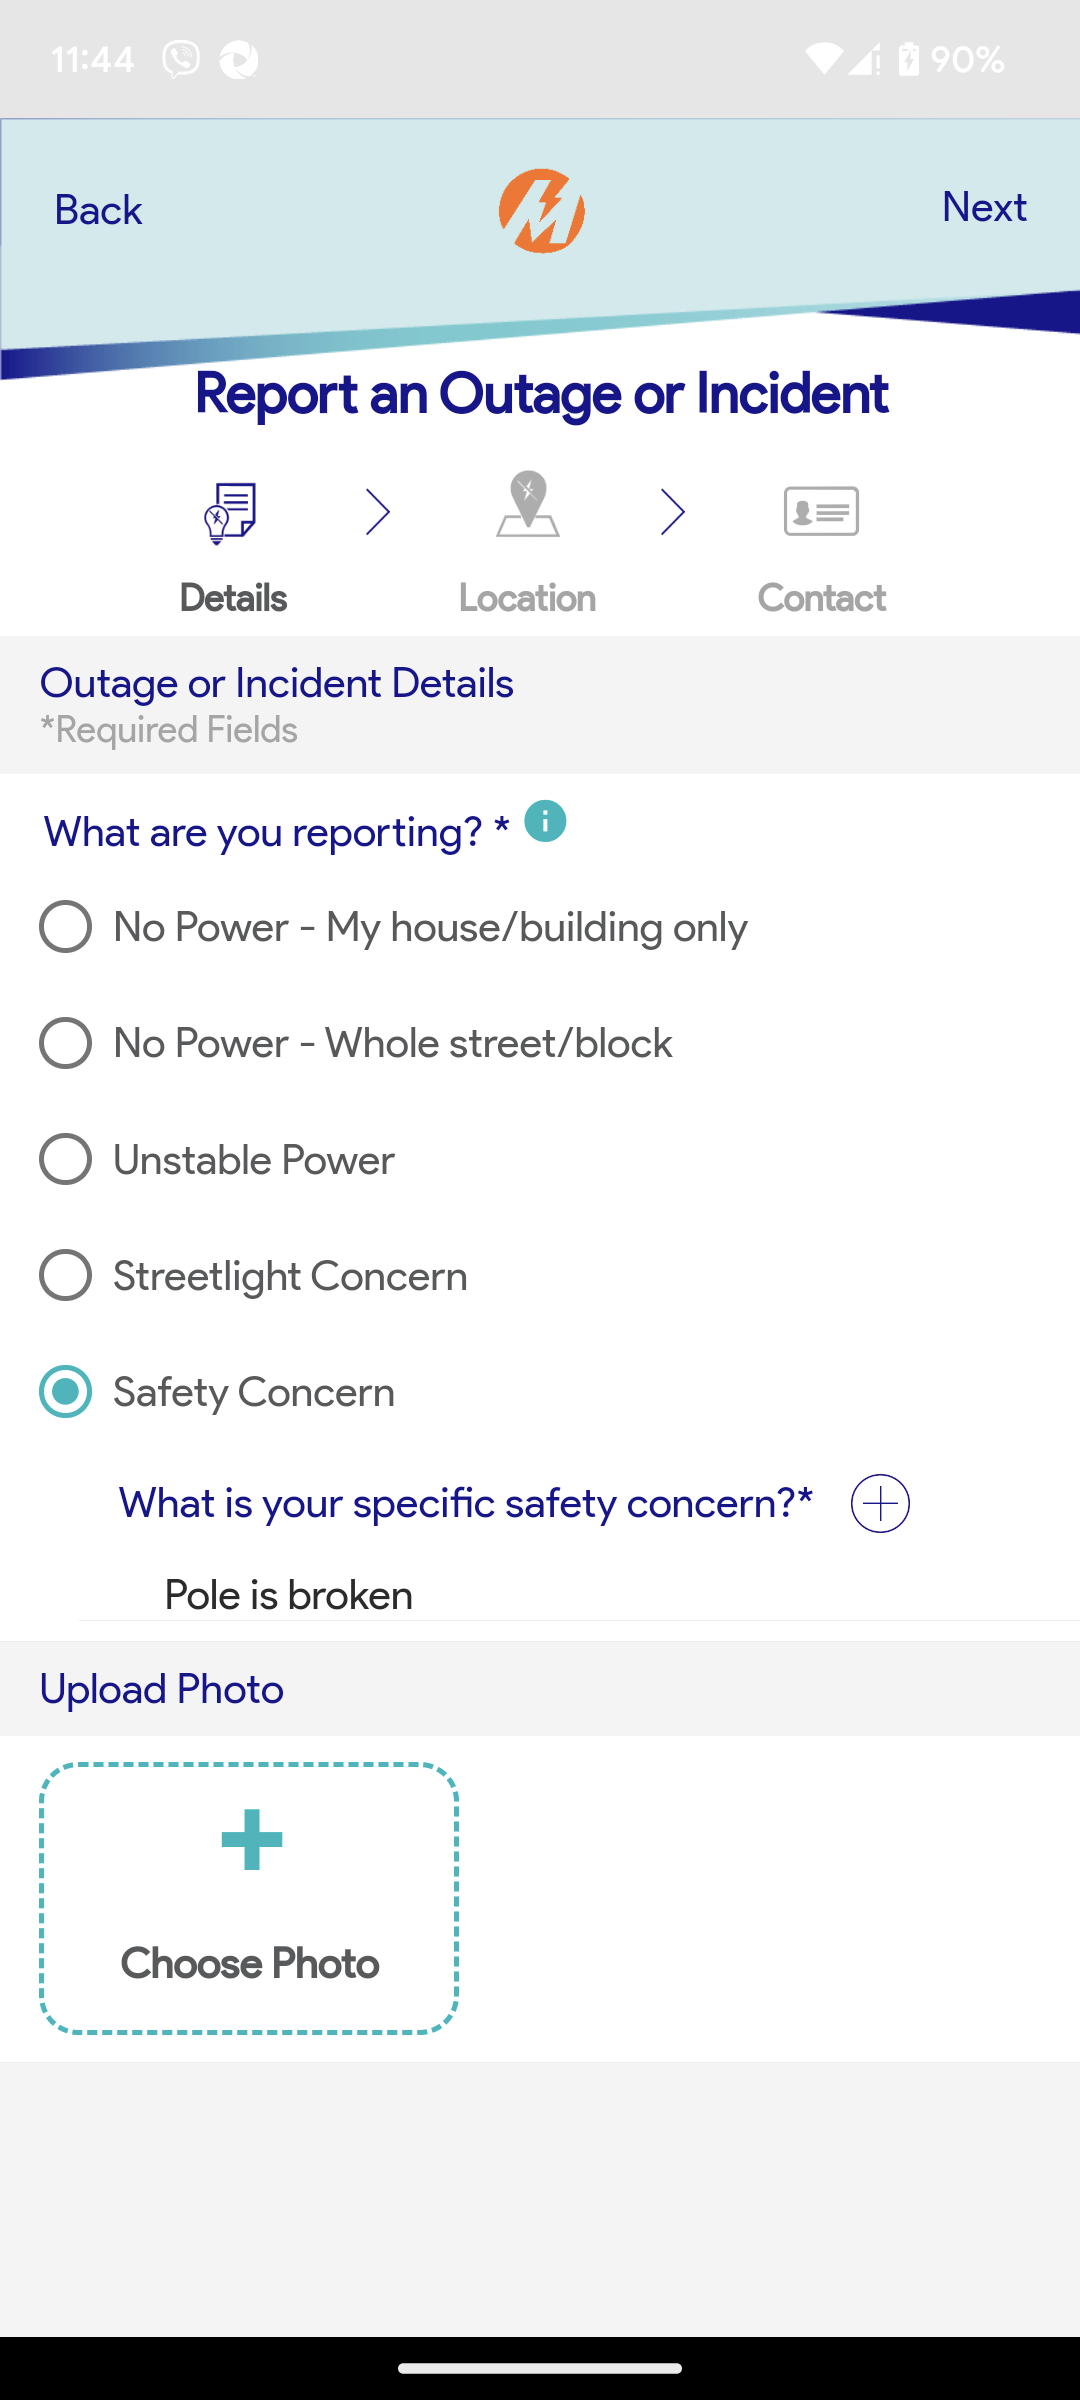 11:44
90%
Back
Next
Report an Outage or Incident
Details
Location
Contact
Outage or Incident Details
*Required Fields
What are you reporting? *
No Power - My house/building only
No Power - Whole street/block
Unstable Power
Streetlight Concern
Safety Concern
What is your specific safety concern?*
Pole is broken
Upload Photo
Choose Photo